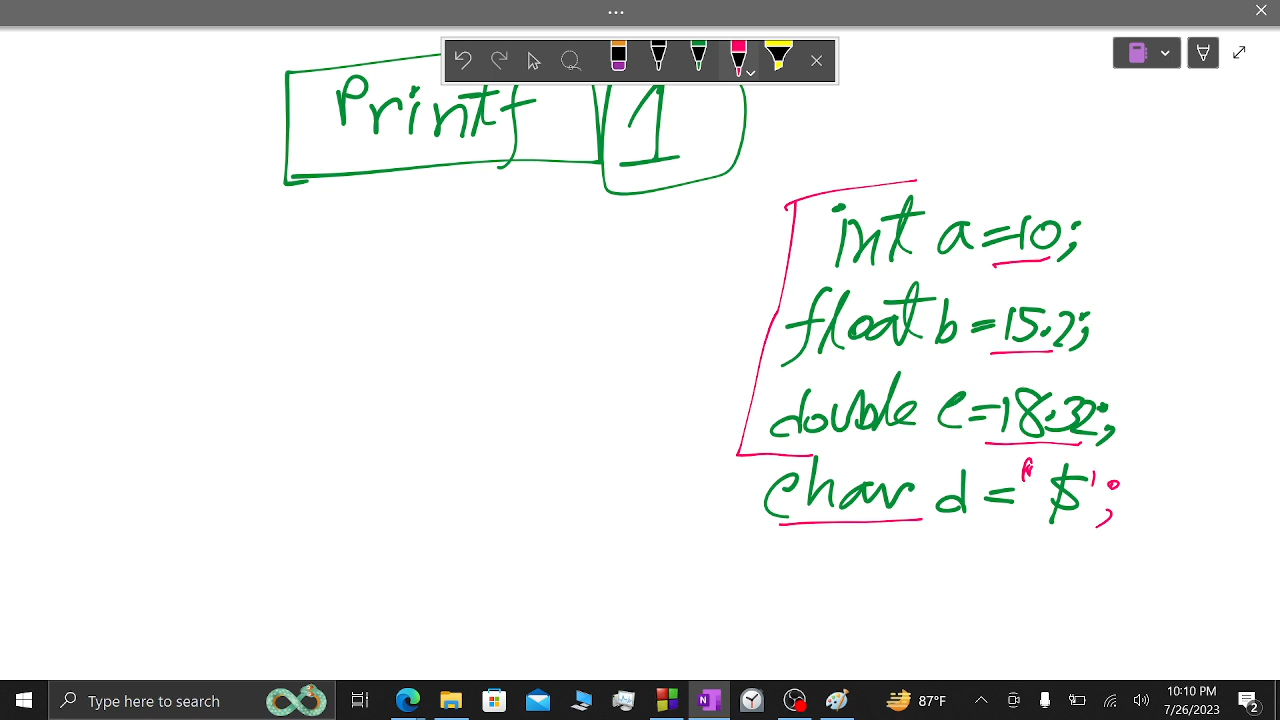 Printf 1
int a=10;
float b=15.2;
double c=18.32;
char d='$';
Type here to search
87°F
10:10 PM
7/26/2023
2